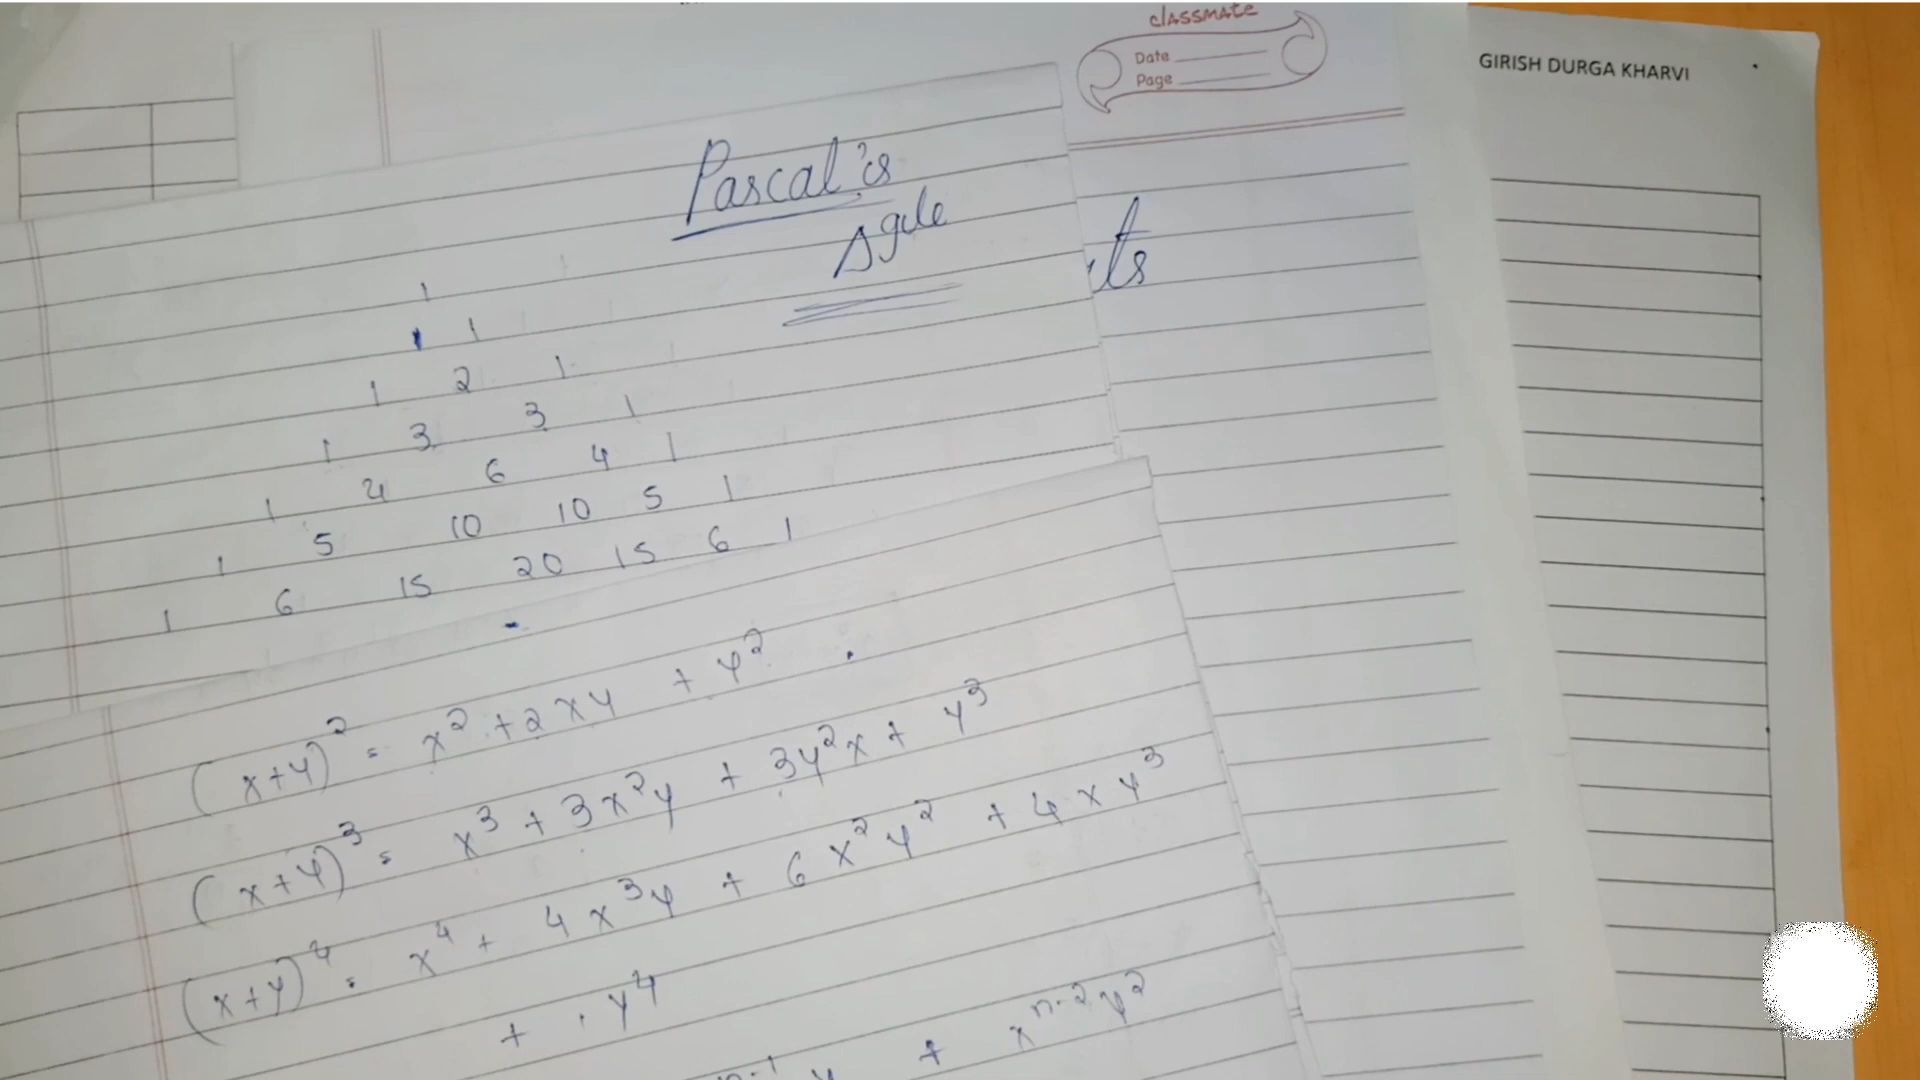 classmate
Date
Page
GIRISH DURGA KHARVI
Pascal's
Δgle
ts
1
1 1
1 2 1
1 3 3 1
1 4 6 4 1
1 5 10 10 5 1
1 6 15 20 15 6 1
(x+y)² = x² + 2xy + y²
(x+y)³ = x³ + 3x²y + 3y²x + y³
(x+y)⁴ = x⁴ + 4x³y + 6x²y² + 4xy³
+ y⁴
+ xⁿ⁻²y²